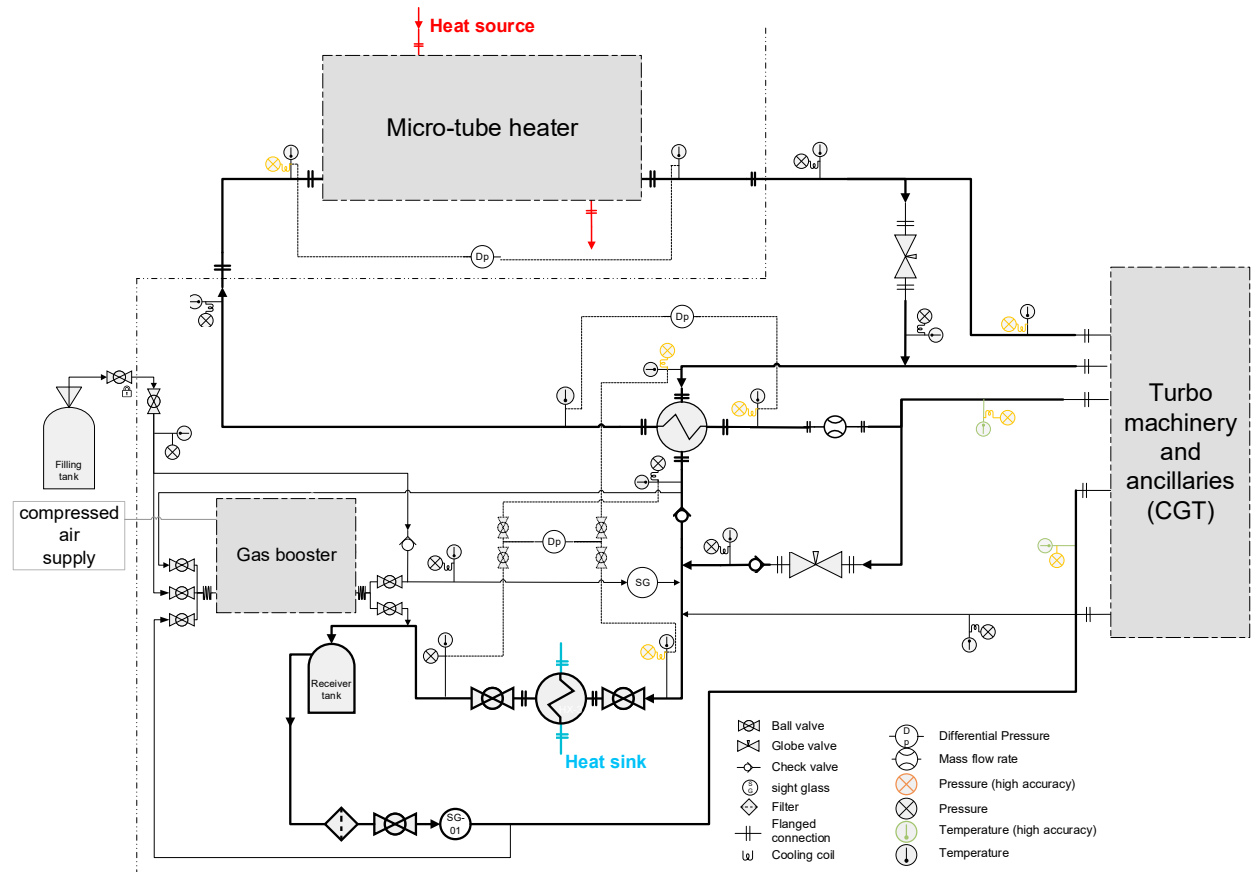 Heat source
Micro-tube heater
Dp
Dp
Filling
tank
compressed
air
supply
Gas booster
Dp
SG
Turbo
machinery
and
ancillaries
(CGT)
Receiver
tank
Heat sink
SG-
01
Ball valve
Globe valve
Check valve
S
G
sight glass
Filter
Flanged
connection
Cooling coil
D
p
Differential Pressure
Mass flow rate
Pressure (high accuracy)
Pressure
Temperature (high accuracy)
Temperature